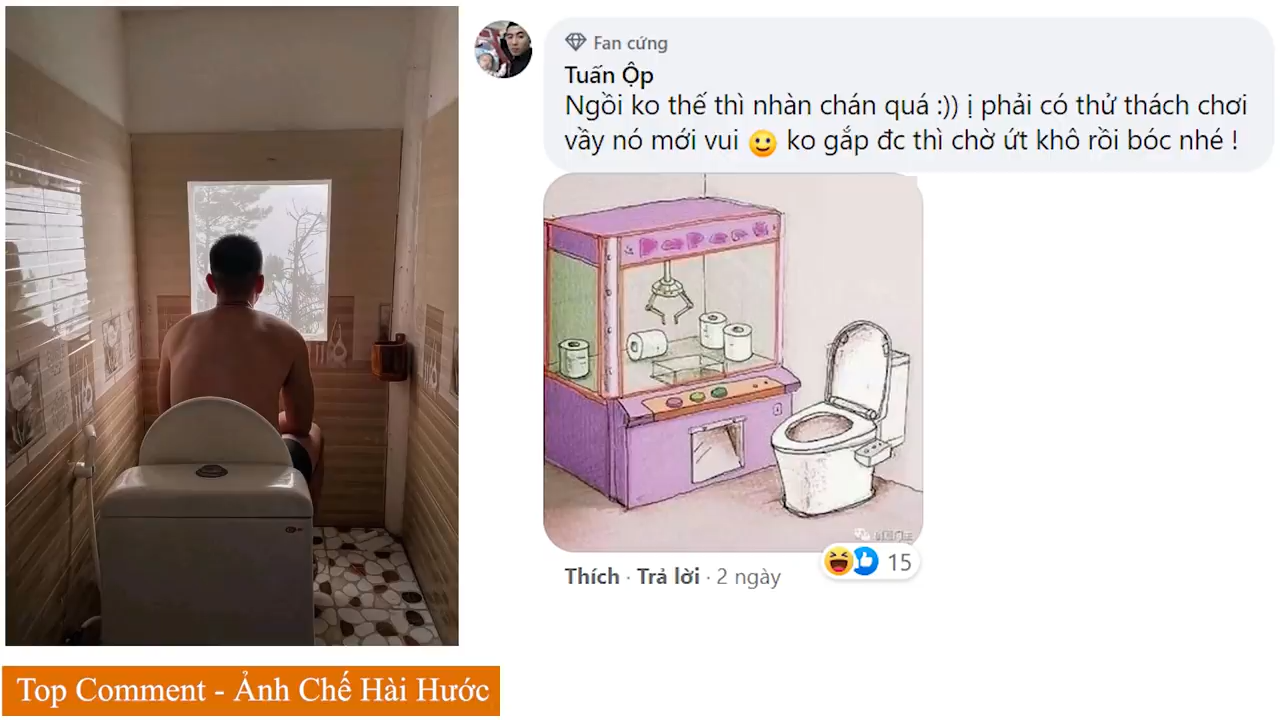 Fan cứng
Tuấn Ộp
Ngồi ko thế thì nhàn chán quá :)) ị phải có thử thách chơi
vầy nó mới vui 🙂 ko gắp đc thì chờ ứt khô rồi bóc nhé !
Thích · Trả lời · 2 ngày
15
Top Comment - Ảnh Chế Hài Hước